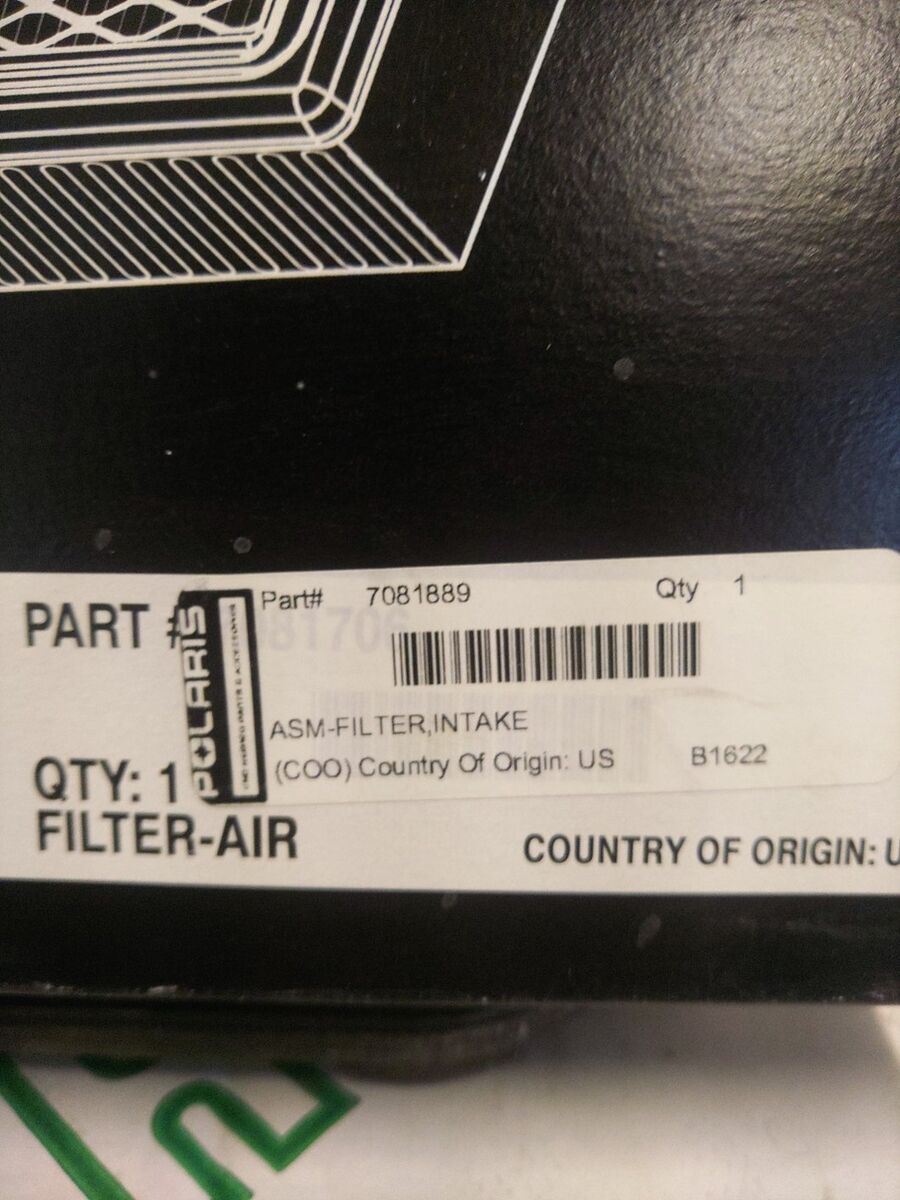 PART #
Part# 7081889 Qty 1
81706
POLARIS
ASM-FILTER,INTAKE
(COO) Country Of Origin: US B1622
QTY: 1
FILTER-AIR
COUNTRY OF ORIGIN: U